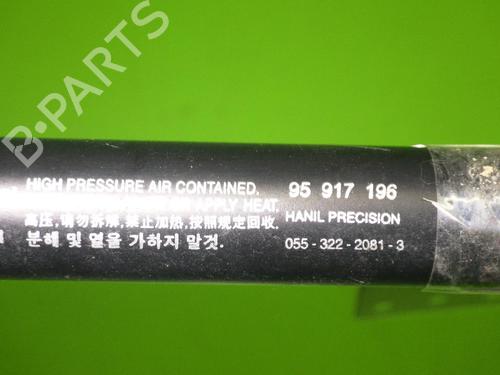 B-PARTS
HIGH PRESSURE AIR CONTAINED.
APPLY HEAT.
高压,请勿拆解,禁止加热,按照规定回收.
분해 및 열을 가하지 말것.
95 917 196
HANIL PRECISION
055-322-2081-3